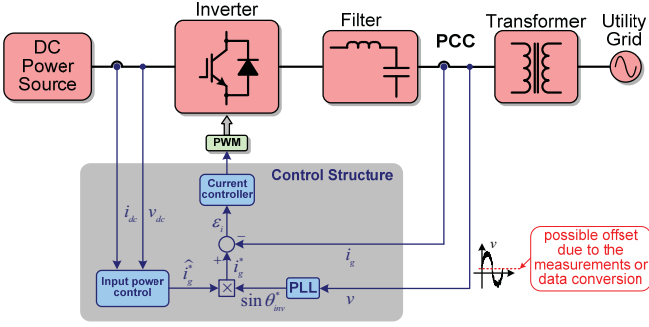 DC
Power
Source
Inverter
Filter
PCC
Transformer
Utility
Grid
PWM
Control Structure
Current
controller
i_dc
v_dc
ε_i
−
+
i_g^*
î_g^*
i_g
Input power
control
×
sin θ_inv^*
PLL
v
v
possible offset
due to the
measurements or
data conversion